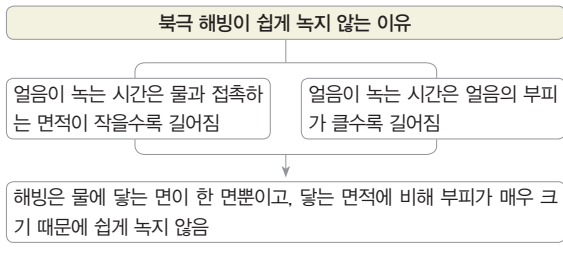 북극 해빙이 쉽게 녹지 않는 이유
얼음이 녹는 시간은 물과 접촉하
는 면적이 작을수록 길어짐
얼음이 녹는 시간은 얼음의 부피
가 클수록 길어짐
해빙은 물에 닿는 면이 한 면뿐이고, 닿는 면적에 비해 부피가 매우 크
기 때문에 쉽게 녹지 않음